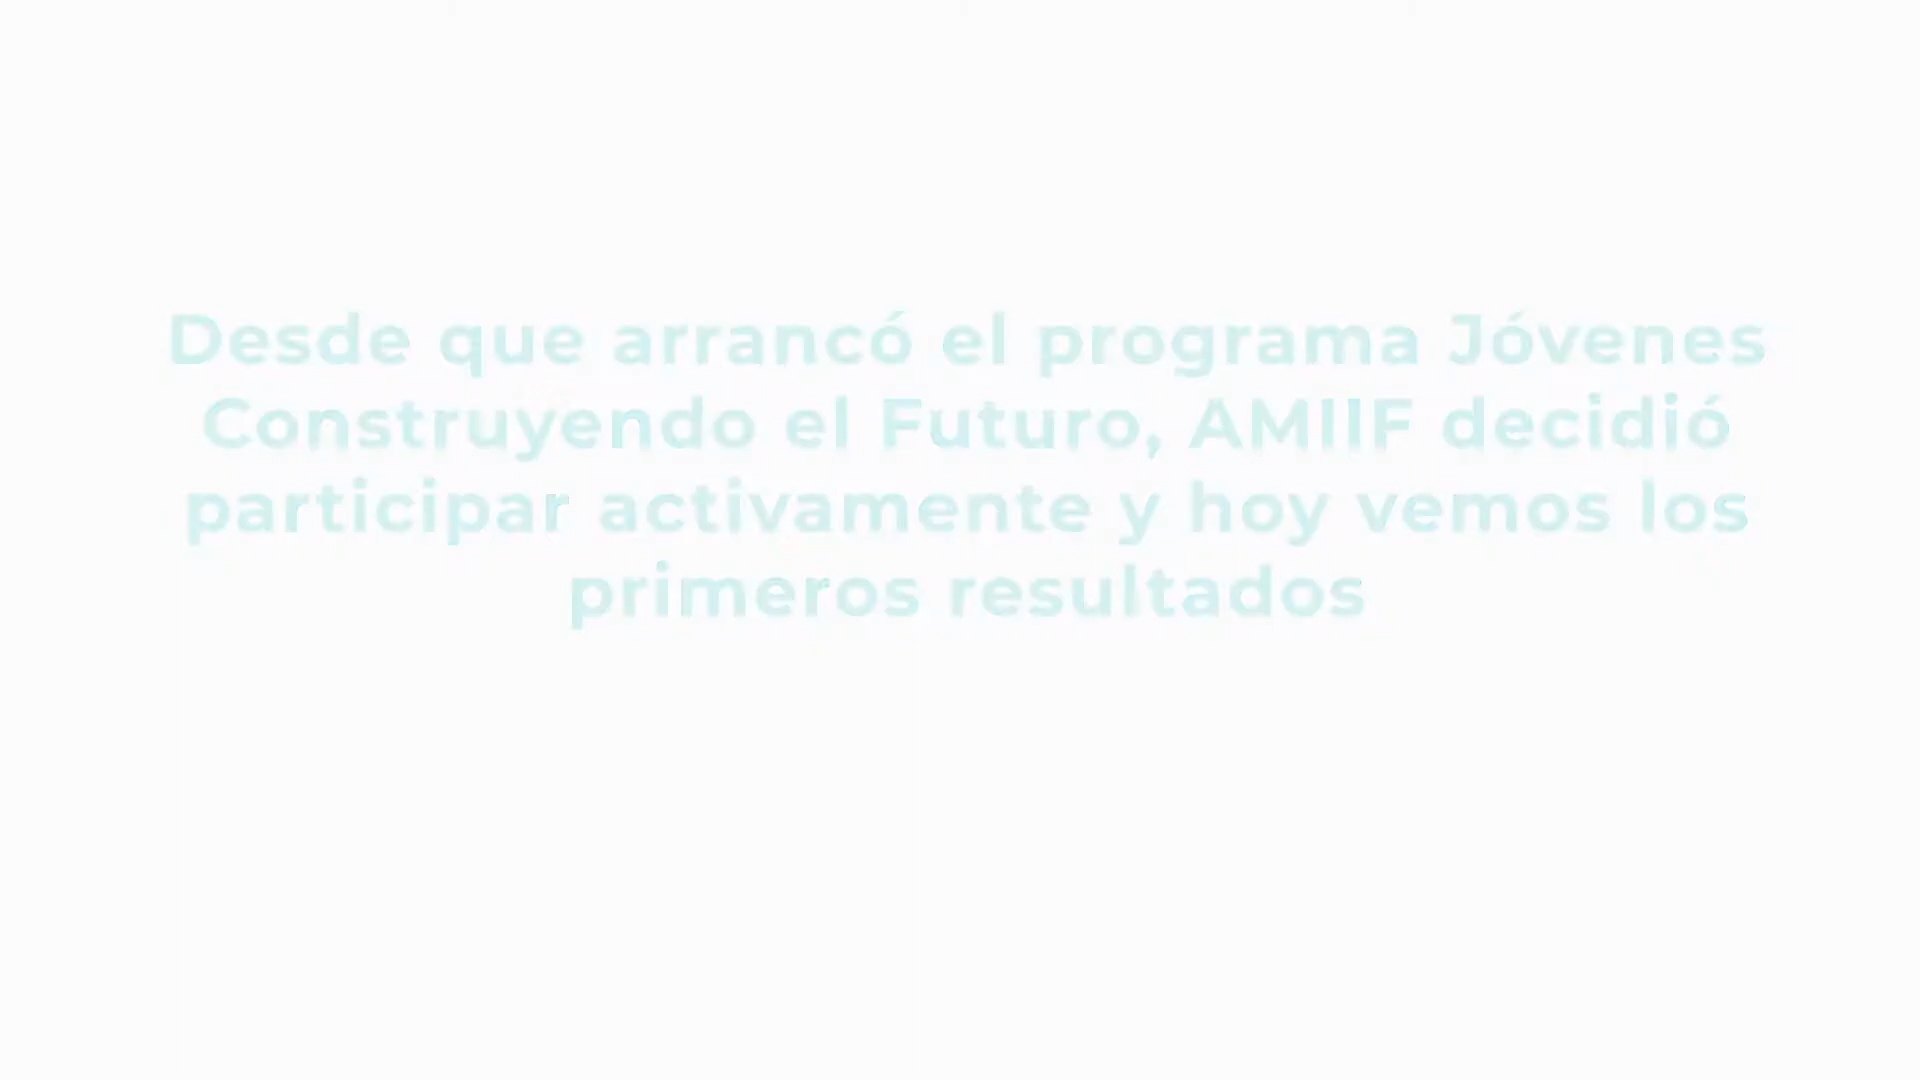 Desde que arrancó el programa Jóvenes
Construyendo el Futuro, AMIIF decidió
participar activamente y hoy vemos los
primeros resultados